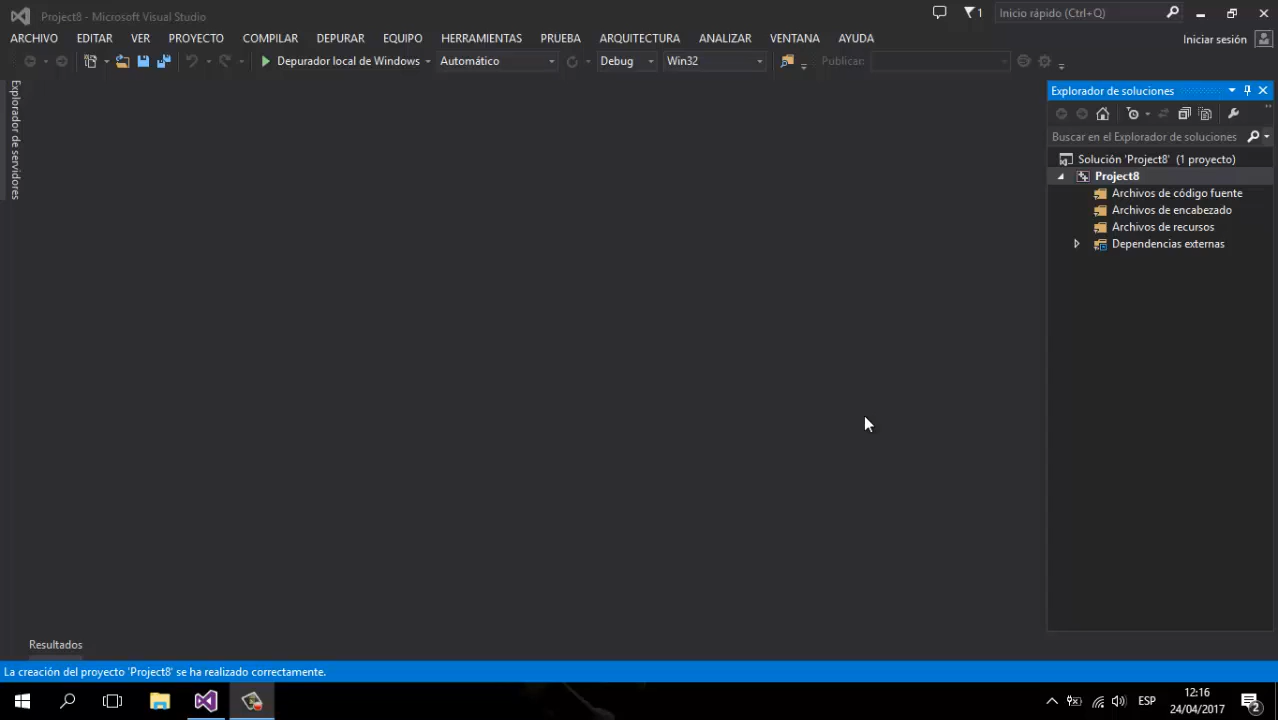 Project8 - Microsoft Visual Studio
1
Inicio rápido (Ctrl+Q)
ARCHIVO EDITAR VER PROYECTO COMPILAR DEPURAR EQUIPO HERRAMIENTAS PRUEBA ARQUITECTURA ANALIZAR VENTANA AYUDA
Iniciar sesión
Depurador local de Windows Automático Debug Win32 Publicar:
Explorador de servidores
Explorador de soluciones
Buscar en el Explorador de soluciones
Solución 'Project8' (1 proyecto)
Project8
Archivos de código fuente
Archivos de encabezado
Archivos de recursos
Dependencias externas
Resultados
La creación del proyecto 'Project8' se ha realizado correctamente.
ESP
12:16
24/04/2017
2